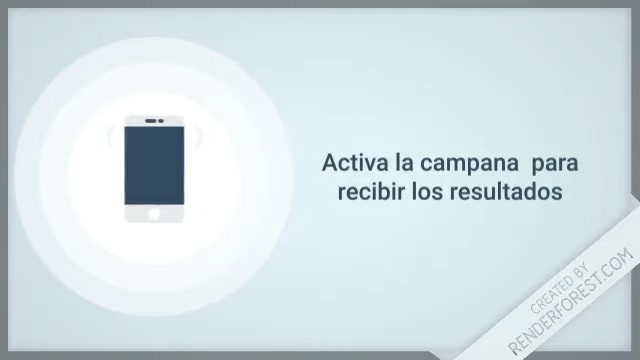 Activa la campana  para
recibir los resultados
CREATED BY
RENDERFOREST.COM